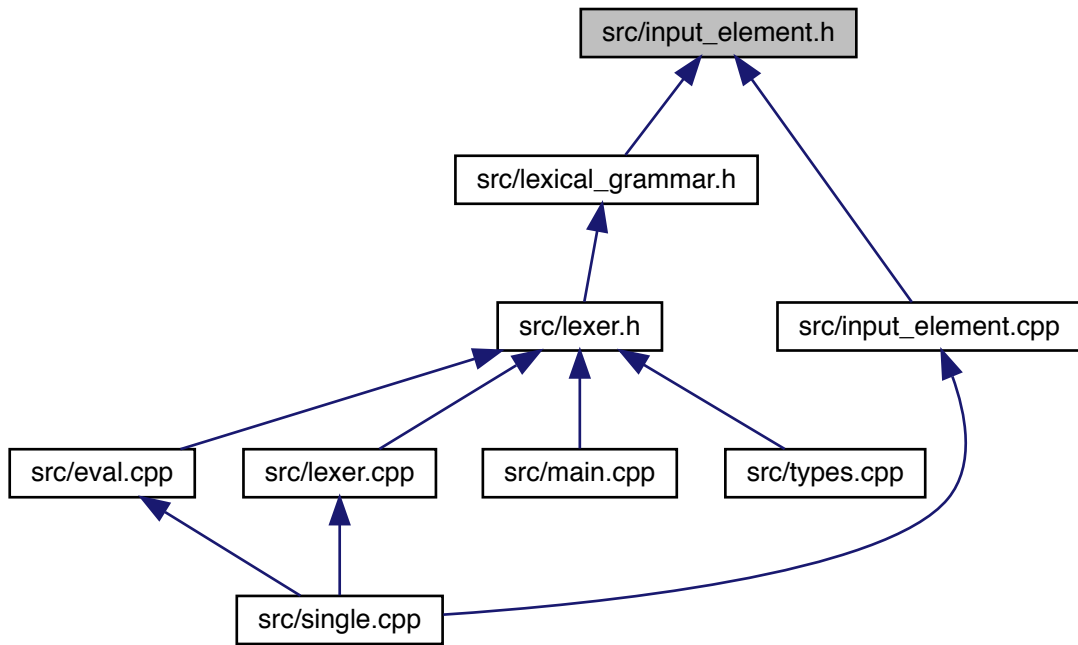 src/input_element.h
src/lexical_grammar.h
src/lexer.h
src/input_element.cpp
src/eval.cpp
src/lexer.cpp
src/main.cpp
src/types.cpp
src/single.cpp